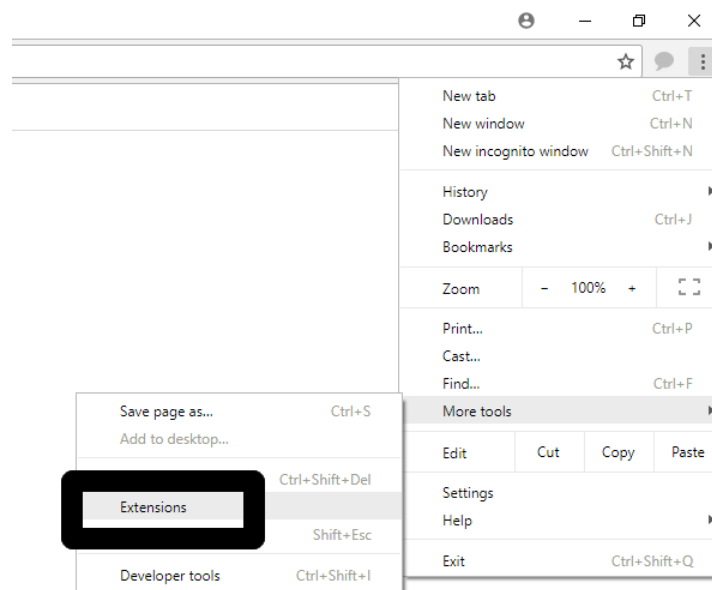 New tab Ctrl+T
New window Ctrl+N
New incognito window Ctrl+Shift+N
History
Downloads Ctrl+J
Bookmarks
Zoom - 100% +
Print... Ctrl+P
Cast...
Find... Ctrl+F
More tools
Edit Cut Copy Paste
Settings
Help
Exit Ctrl+Shift+Q
Save page as... Ctrl+S
Add to desktop...
Ctrl+Shift+Del
Extensions
Shift+Esc
Developer tools Ctrl+Shift+I